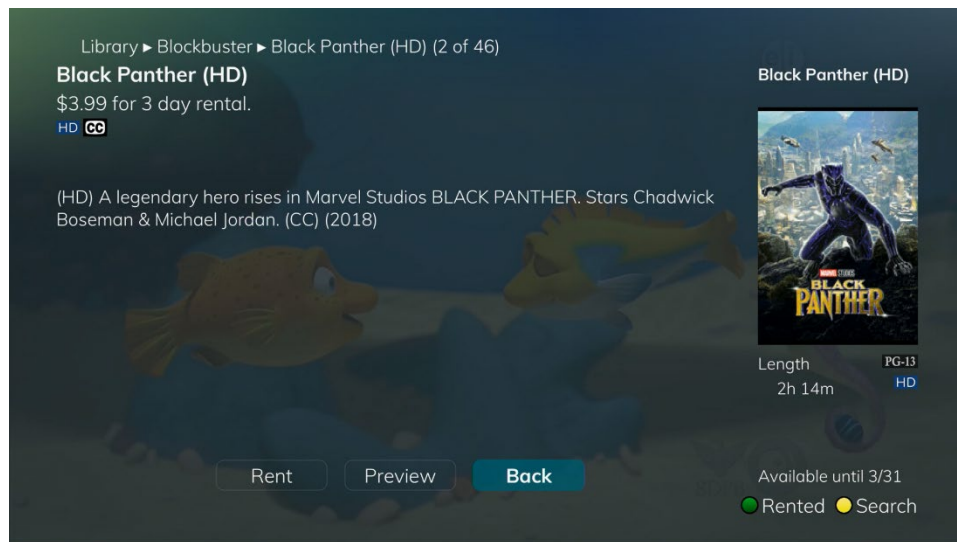 Library ▸ Blockbuster ▸ Black Panther (HD) (2 of 46)
Black Panther (HD)
$3.99 for 3 day rental.
HD CC
(HD) A legendary hero rises in Marvel Studios BLACK PANTHER. Stars Chadwick
Boseman & Michael Jordan. (CC) (2018)
Black Panther (HD)
MARVEL STUDIOS
BLACK
PANTHER
Length PG-13
2h 14m HD
Rent Preview Back
Available until 3/31
Rented Search